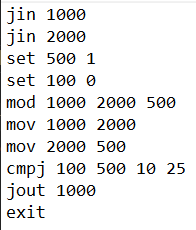 jin 1000
jin 2000
set 500 1
set 100 0
mod 1000 2000 500
mov 1000 2000
mov 2000 500
cmpj 100 500 10 25
jout 1000
exit